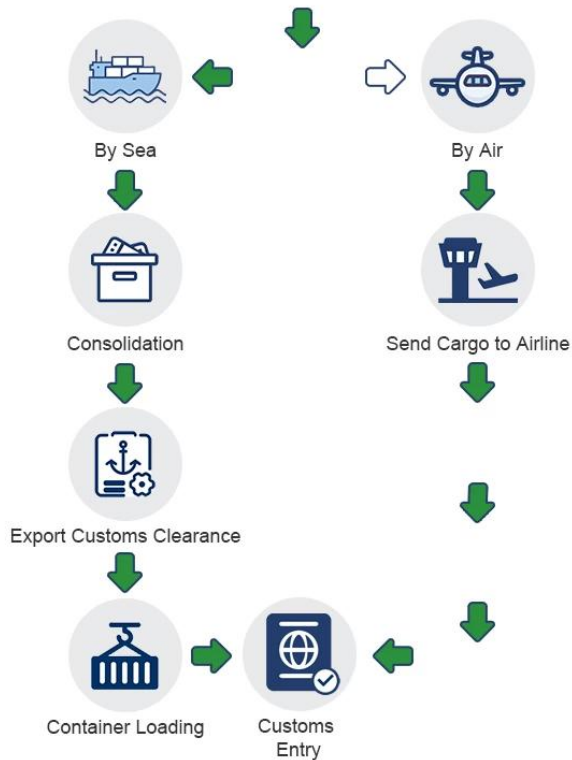 By Sea
By Air
Consolidation
Send Cargo to Airline
Export Customs Clearance
Container Loading
Customs
Entry